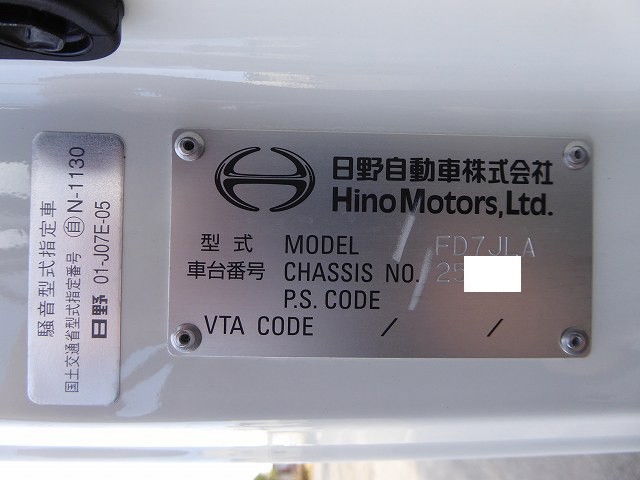 騒音型式指定車
国土交通省型式指定番号 自 N-1130
日野 01-J07E-05
日野自動車株式会社
Hino Motors, Ltd.
型式 MODEL FD7JLA
車台番号 CHASSIS NO. 25
P.S. CODE
VTA CODE / /